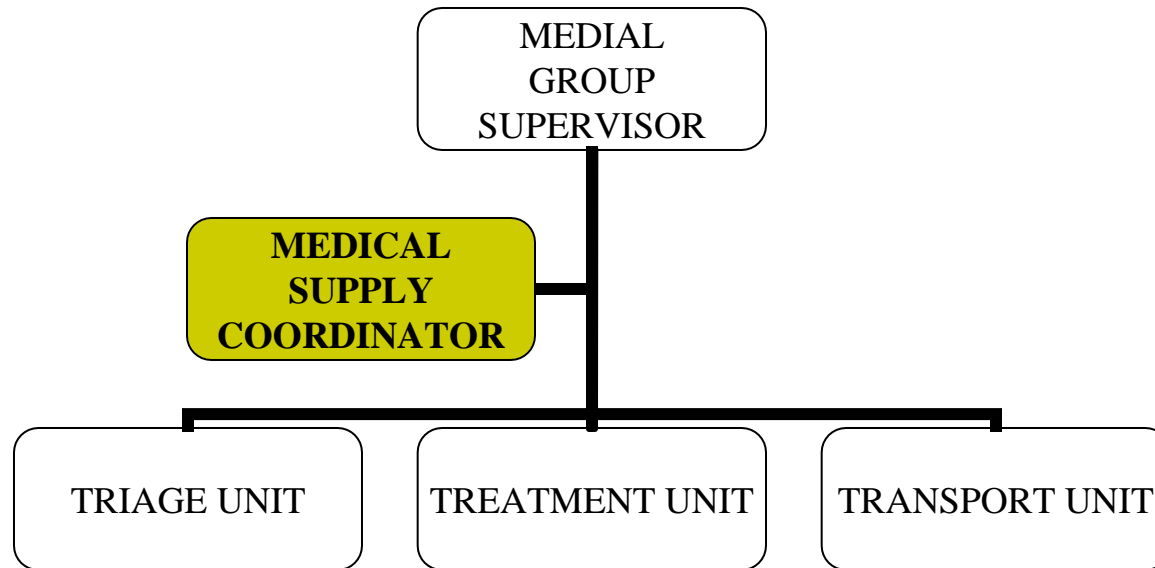 MEDIAL
GROUP
SUPERVISOR
MEDICAL
SUPPLY
COORDINATOR
TRIAGE UNIT
TREATMENT UNIT
TRANSPORT UNIT